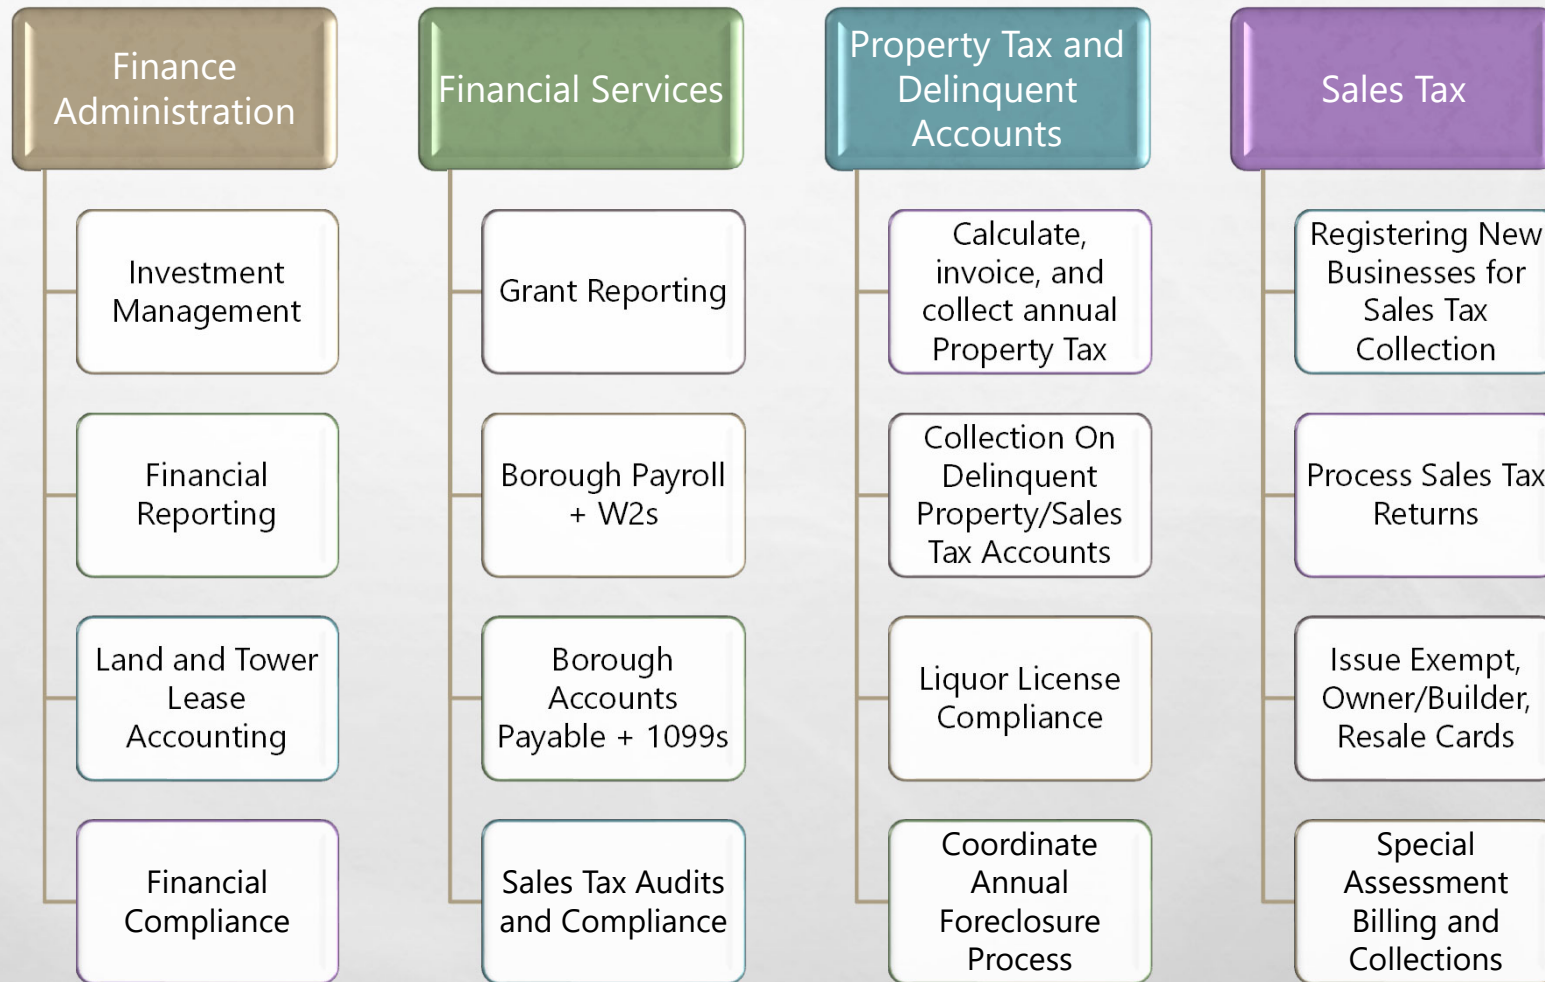 Finance
Administration
Investment
Management
Financial
Reporting
Land and Tower
Lease
Accounting
Financial
Compliance
Financial Services
Grant Reporting
Borough Payroll
+ W2s
Borough
Accounts
Payable + 1099s
Sales Tax Audits
and Compliance
Property Tax and
Delinquent
Accounts
Calculate,
invoice, and
collect annual
Property Tax
Collection On
Delinquent
Property/Sales
Tax Accounts
Liquor License
Compliance
Coordinate
Annual
Foreclosure
Process
Sales Tax
Registering New
Businesses for
Sales Tax
Collection
Process Sales Tax
Returns
Issue Exempt,
Owner/Builder,
Resale Cards
Special
Assessment
Billing and
Collections